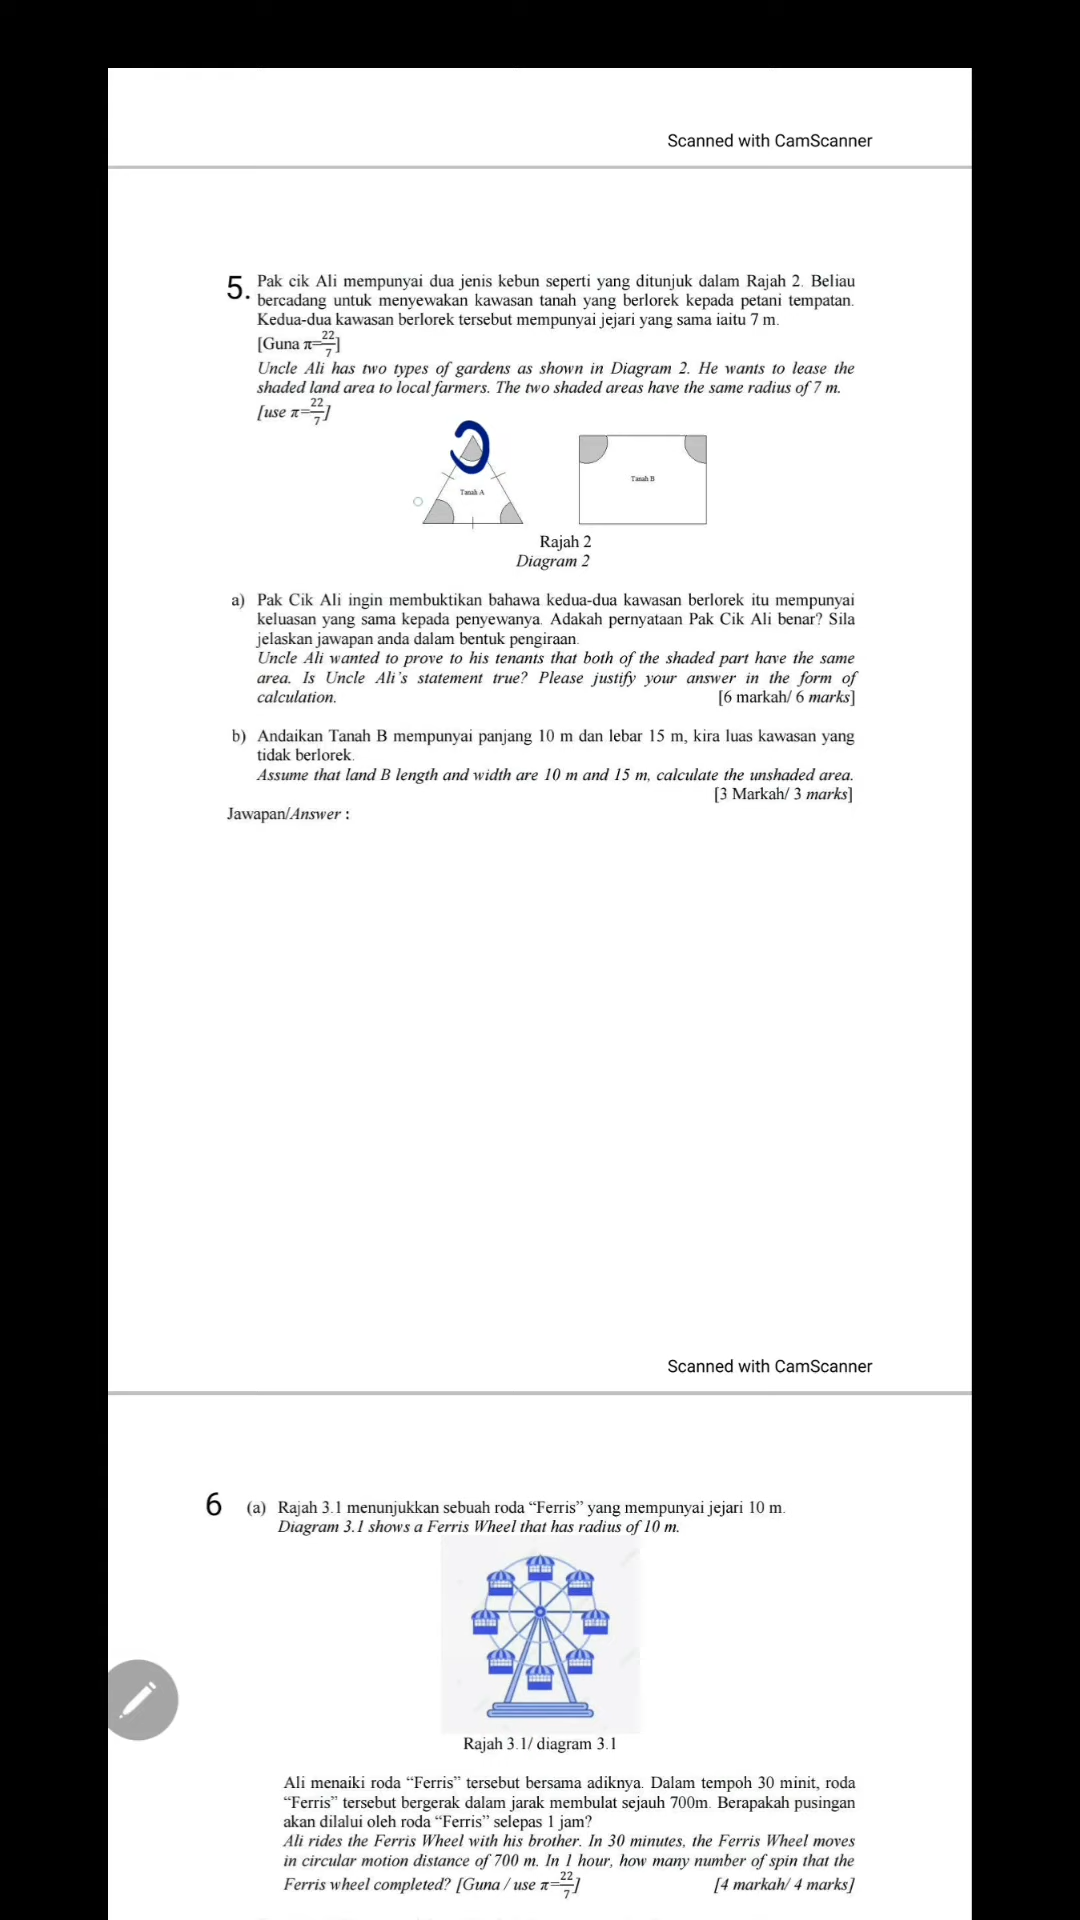 Scanned with CamScanner
5. Pak cik Ali mempunyai dua jenis kebun seperti yang ditunjuk dalam Rajah 2. Beliau
bercadang untuk menyewakan kawasan tanah yang berlorek kepada petani tempatan.
Kedua-dua kawasan berlorek tersebut mempunyai jejari yang sama iaitu 7 m.
[Guna π=22/7]
Uncle Ali has two types of gardens as shown in Diagram 2. He wants to lease the
shaded land area to local farmers. The two shaded areas have the same radius of 7 m.
[use π=22/7]
Tanah A
Tanah B
Rajah 2
Diagram 2
a) Pak Cik Ali ingin membuktikan bahawa kedua-dua kawasan berlorek itu mempunyai
keluasan yang sama kepada penyewanya. Adakah pernyataan Pak Cik Ali benar? Sila
jelaskan jawapan anda dalam bentuk pengiraan.
Uncle Ali wanted to prove to his tenants that both of the shaded part have the same
area. Is Uncle Ali's statement true? Please justify your answer in the form of
calculation. [6 markah/ 6 marks]
b) Andaikan Tanah B mempunyai panjang 10 m dan lebar 15 m, kira luas kawasan yang
tidak berlorek.
Assume that land B length and width are 10 m and 15 m, calculate the unshaded area.
[3 Markah/ 3 marks]
Jawapan/Answer :
Scanned with CamScanner
6 (a) Rajah 3.1 menunjukkan sebuah roda “Ferris” yang mempunyai jejari 10 m.
Diagram 3.1 shows a Ferris Wheel that has radius of 10 m.
Rajah 3.1/ diagram 3.1
Ali menaiki roda “Ferris” tersebut bersama adiknya. Dalam tempoh 30 minit, roda
“Ferris” tersebut bergerak dalam jarak membulat sejauh 700m. Berapakah pusingan
akan dilalui oleh roda “Ferris” selepas 1 jam?
Ali rides the Ferris Wheel with his brother. In 30 minutes, the Ferris Wheel moves
in circular motion distance of 700 m. In 1 hour, how many number of spin that the
Ferris wheel completed? [Guna / use π=22/7] [4 markah/ 4 marks]